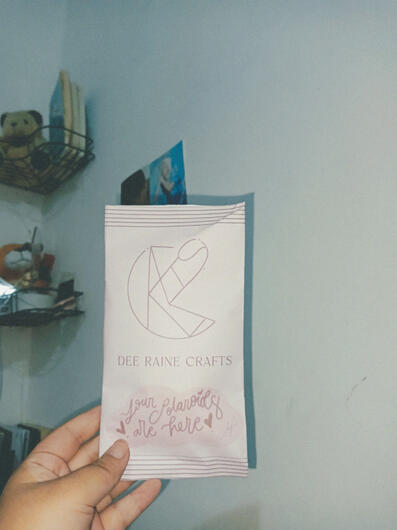 DEE RAINE CRAFTS
your Polaroids
are here